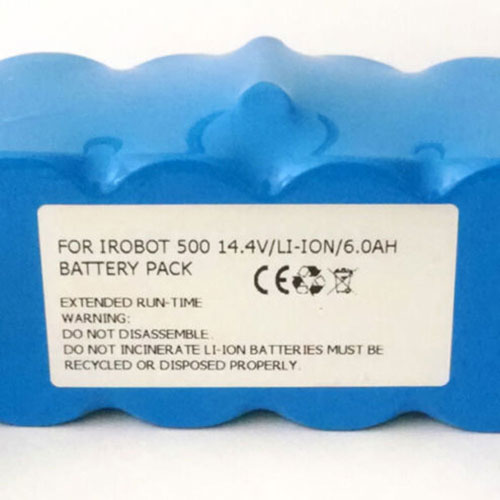 FOR IROBOT 500 14.4V/LI-ION/6.0AH
BATTERY PACK
CE
EXTENDED RUN-TIME
WARNING:
DO NOT DISASSEMBLE.
DO NOT INCINERATE LI-ION BATTERIES MUST BE
RECYCLED OR DISPOSED PROPERLY.